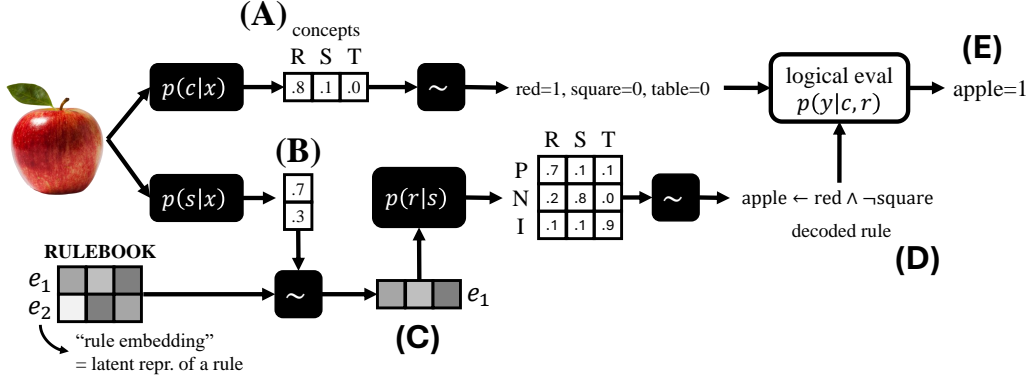 (A)
concepts
R S T
p(c|x)
.8 .1 .0
~
red=1, square=0, table=0
logical eval
p(y|c, r)
(E)
apple=1
(B)
p(s|x)
.7
.3
p(r|s)
R S T
P .7 .1 .1
N .2 .8 .0
I .1 .1 .9
~
apple ← red ∧ ¬square
decoded rule
(D)
RULEBOOK
e₁
e₂
~
e₁
(C)
“rule embedding”
= latent repr. of a rule